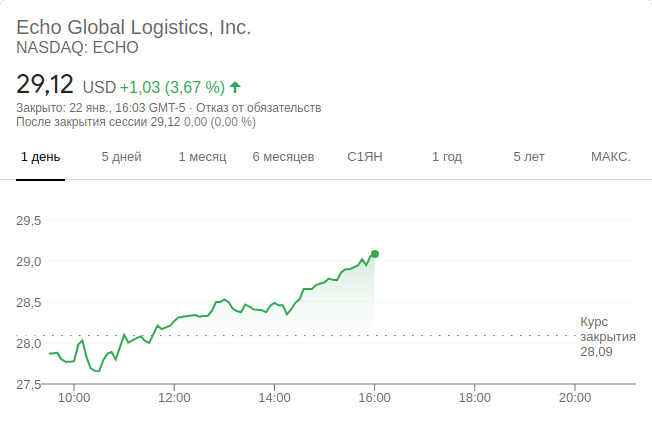 Echo Global Logistics, Inc.
NASDAQ: ECHO
29,12 USD +1,03 (3,67 %)
Закрыто: 22 янв., 16:03 GMT-5 · Отказ от обязательств
После закрытия сессии 29,12 0,00 (0,00 %)
1 день 5 дней 1 месяц 6 месяцев С1ЯН 1 год 5 лет МАКС.
29,5
29,0
28,5
Курс
закрытия
28,09
28,0
27,5
10:00 12:00 14:00 16:00 18:00 20:00